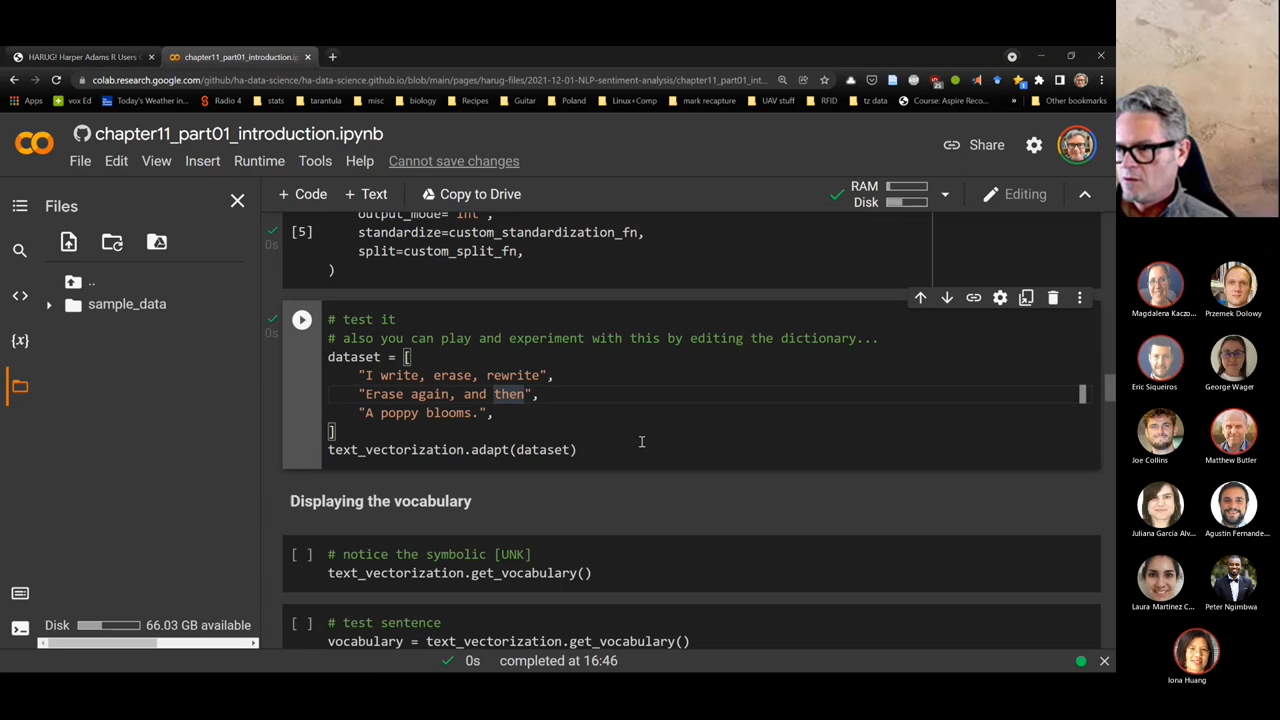 HARUG! Harper Adams R Users
chapter11_part01_introduction.ip
colab.research.google.com/github/ha-data-science/ha-data-science.github.io/blob/main/pages/harug-files/2021-12-01-NLP-sentiment-analysis/chapter11_part01_int...
Apps
vox Ed
Today's Weather in...
Radio 4
stats
tarantula
misc
biology
Recipes
Guitar
Poland
Linux+Comp
mark recapture
UAV stuff
RFID
tz data
Course: Aspire Reco...
»
Other bookmarks
chapter11_part01_introduction.ipynb
File Edit View Insert Runtime Tools Help Cannot save changes
Share
+ Code + Text Copy to Drive
RAM
Disk
Editing
Files
..
sample_data
Disk 66.03 GB available
output_mode="int",
[5] standardize=custom_standardization_fn,
0s
split=custom_split_fn,
)
# test it
0s
# also you can play and experiment with this by editing the dictionary...
dataset = [
"I write, erase, rewrite",
"Erase again, and then",
"A poppy blooms.",
]
text_vectorization.adapt(dataset)
Displaying the vocabulary
[ ] # notice the symbolic [UNK]
text_vectorization.get_vocabulary()
[ ] # test sentence
vocabulary = text_vectorization.get_vocabulary()
0s completed at 16:46
Magdalena Kaczo...
Przemek Dolowy
Eric Siqueiros
George Wager
Joe Collins
Matthew Butler
Juliana Garcia Alv...
Agustin Fernande...
Laura Martinez C...
Peter Ngimbwa
Iona Huang